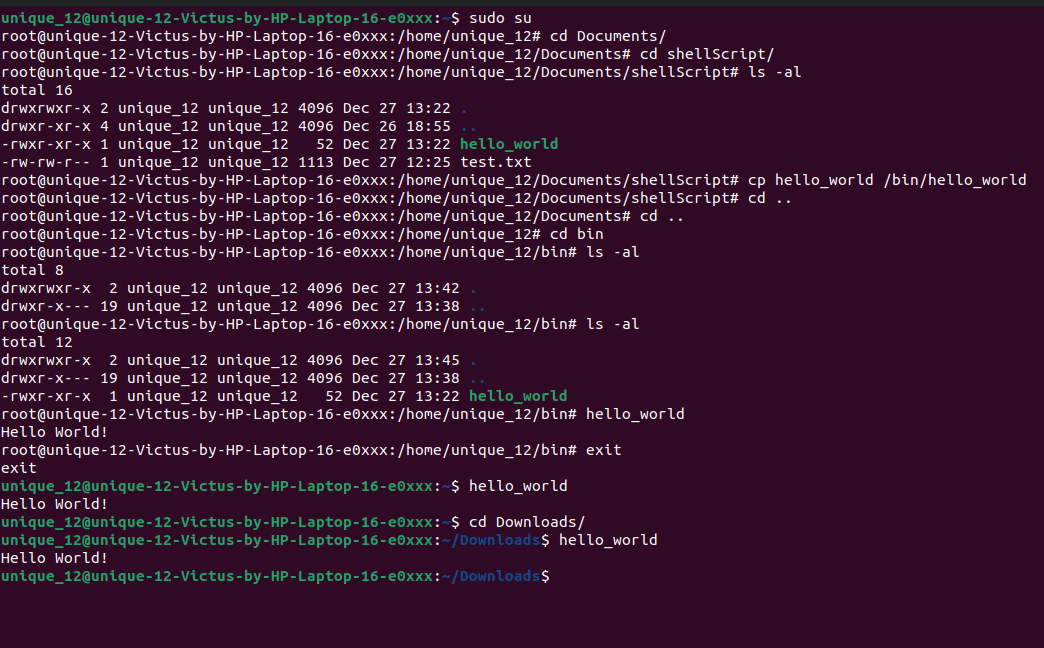 unique_12@unique-12-Victus-by-HP-Laptop-16-e0xxx:~$ sudo su
root@unique-12-Victus-by-HP-Laptop-16-e0xxx:/home/unique_12# cd Documents/
root@unique-12-Victus-by-HP-Laptop-16-e0xxx:/home/unique_12/Documents# cd shellScript/
root@unique-12-Victus-by-HP-Laptop-16-e0xxx:/home/unique_12/Documents/shellScript# ls -al
total 16
drwxrwxr-x 2 unique_12 unique_12 4096 Dec 27 13:22 .
drwxr-xr-x 4 unique_12 unique_12 4096 Dec 26 18:55 ..
-rwxr-xr-x 1 unique_12 unique_12   52 Dec 27 13:22 hello_world
-rw-rw-r-- 1 unique_12 unique_12 1113 Dec 27 12:25 test.txt
root@unique-12-Victus-by-HP-Laptop-16-e0xxx:/home/unique_12/Documents/shellScript# cp hello_world /bin/hello_world
root@unique-12-Victus-by-HP-Laptop-16-e0xxx:/home/unique_12/Documents/shellScript# cd ..
root@unique-12-Victus-by-HP-Laptop-16-e0xxx:/home/unique_12/Documents# cd ..
root@unique-12-Victus-by-HP-Laptop-16-e0xxx:/home/unique_12# cd bin
root@unique-12-Victus-by-HP-Laptop-16-e0xxx:/home/unique_12/bin# ls -al
total 8
drwxrwxr-x  2 unique_12 unique_12 4096 Dec 27 13:42 .
drwxr-x--- 19 unique_12 unique_12 4096 Dec 27 13:38 ..
root@unique-12-Victus-by-HP-Laptop-16-e0xxx:/home/unique_12/bin# ls -al
total 12
drwxrwxr-x  2 unique_12 unique_12 4096 Dec 27 13:45 .
drwxr-x--- 19 unique_12 unique_12 4096 Dec 27 13:38 ..
-rwxr-xr-x  1 unique_12 unique_12   52 Dec 27 13:22 hello_world
root@unique-12-Victus-by-HP-Laptop-16-e0xxx:/home/unique_12/bin# hello_world
Hello World!
root@unique-12-Victus-by-HP-Laptop-16-e0xxx:/home/unique_12/bin# exit
exit
unique_12@unique-12-Victus-by-HP-Laptop-16-e0xxx:~$ hello_world
Hello World!
unique_12@unique-12-Victus-by-HP-Laptop-16-e0xxx:~$ cd Downloads/
unique_12@unique-12-Victus-by-HP-Laptop-16-e0xxx:~/Downloads$ hello_world
Hello World!
unique_12@unique-12-Victus-by-HP-Laptop-16-e0xxx:~/Downloads$